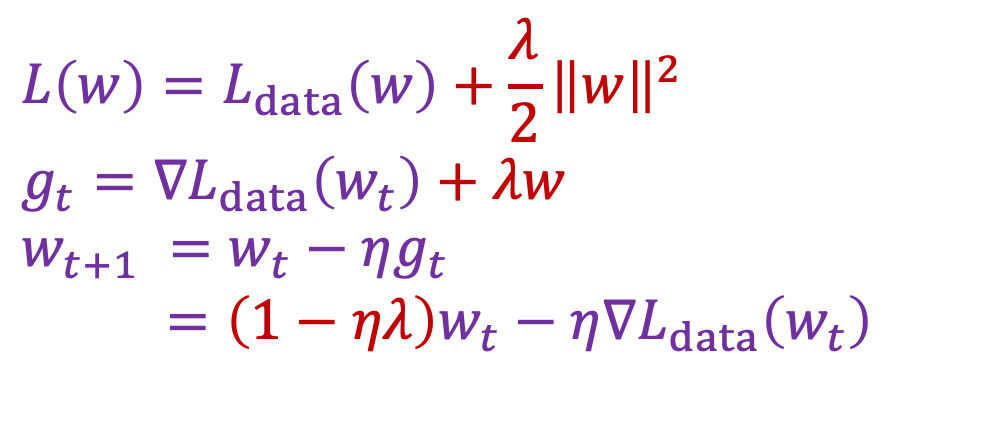 L(w) = L_data(w) + λ/2 ‖w‖²
g_t = ∇L_data(w_t) + λw
w_{t+1} = w_t − ηg_t
= (1 − ηλ)w_t − η∇L_data(w_t)